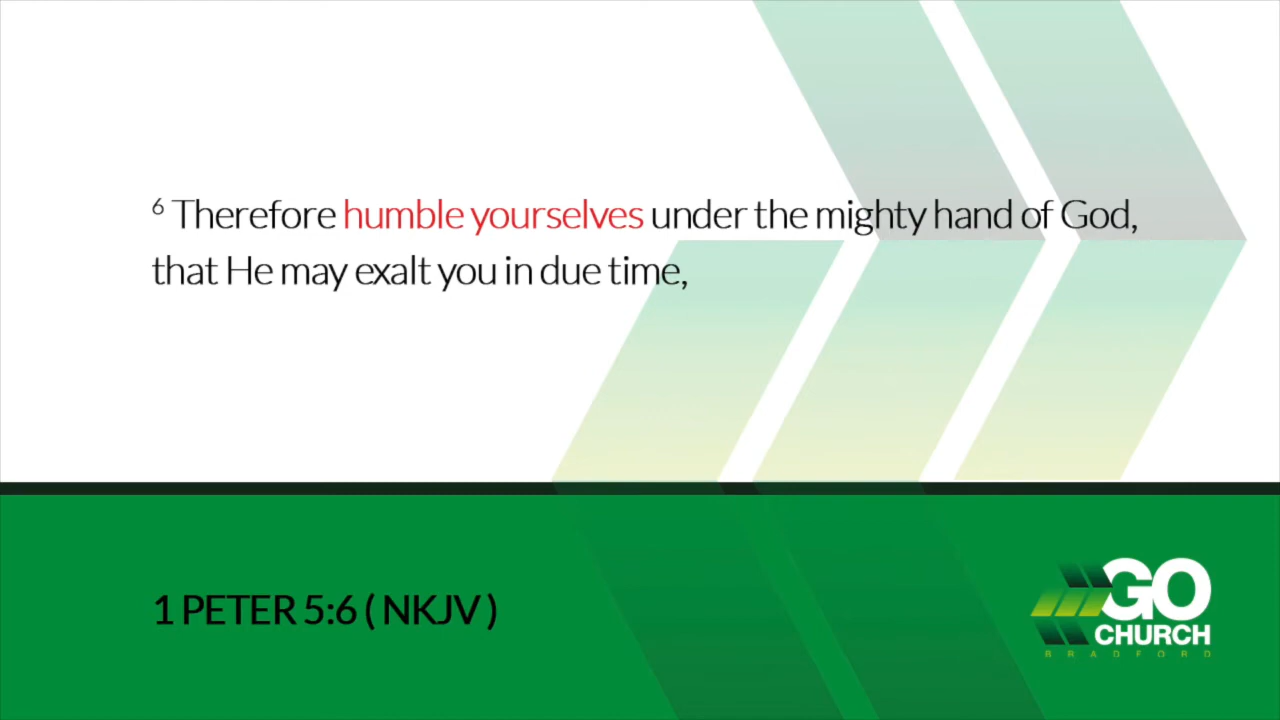 ⁶ Therefore humble yourselves under the mighty hand of God,
that He may exalt you in due time,
1 PETER 5:6 ( NKJV )
GO
CHURCH
BRADFORD